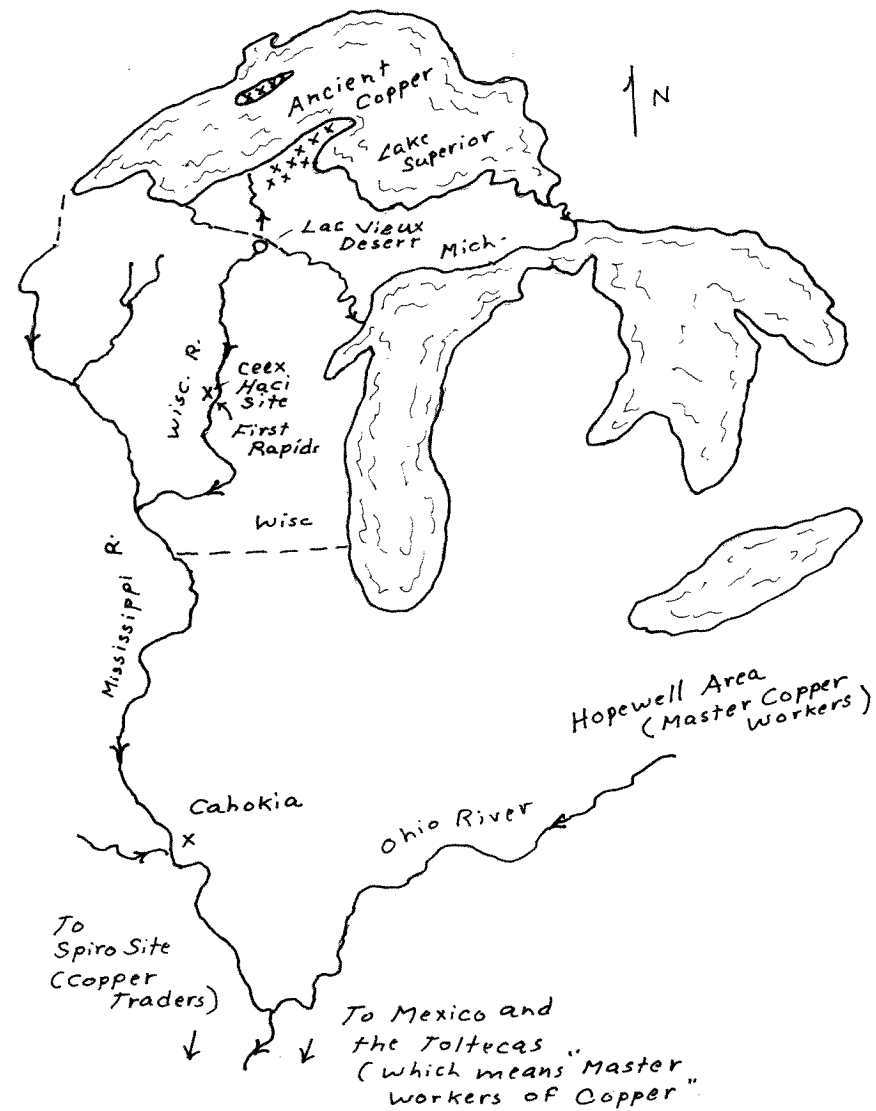 Ancient
Copper
N
Lake
Superior
Lac Vieux
Desert
Mich.
Wisc. R.
Ceex
Haci
Site
First
Rapids
Wisc
Mississippi R.
Hopewell Area
(Master Copper
Workers)
Cahokia
Ohio River
To
Spiro Site
(Copper
Traders)
To Mexico and
the Toltecas
(which means "Master
Workers of Copper"